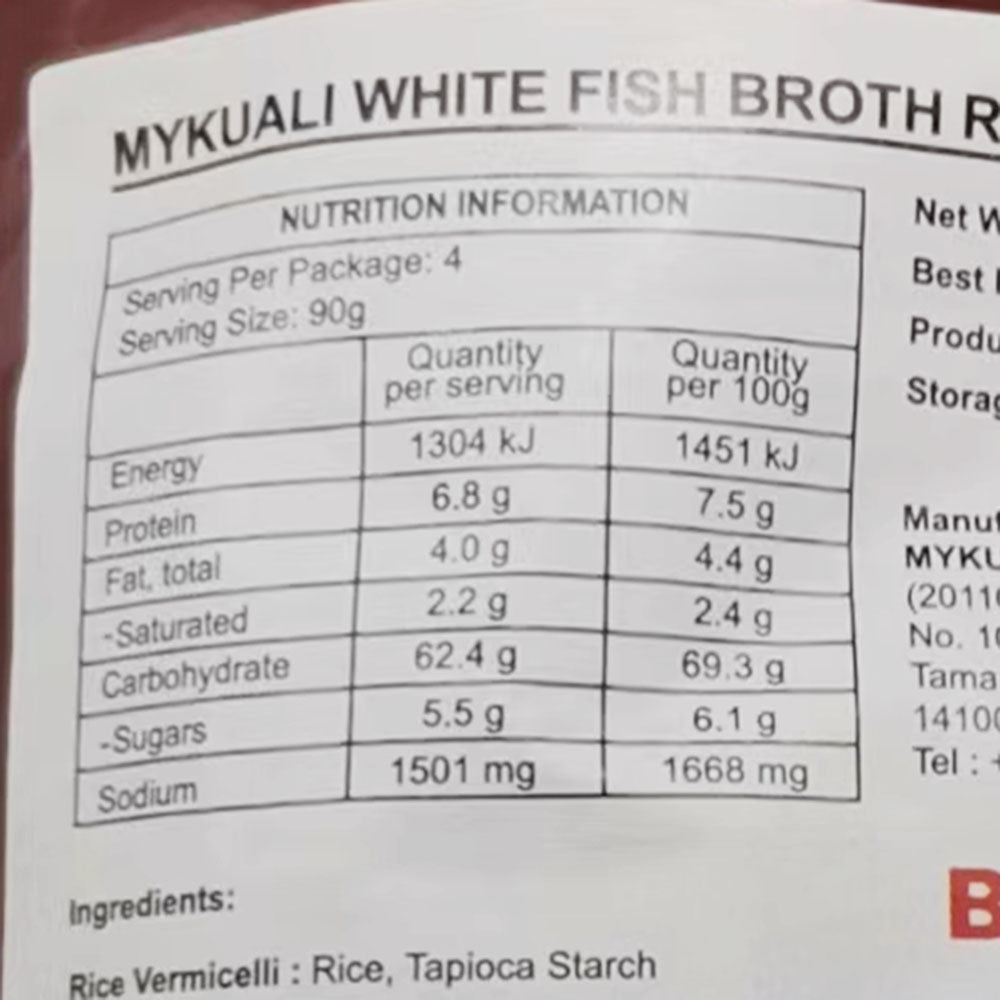 MYKUALI WHITE FISH BROTH R
NUTRITION INFORMATION
Serving Per Package: 4
Serving Size: 90g
Quantity per serving Quantity per 100g
Energy 1304 kJ 1451 kJ
Protein 6.8 g 7.5 g
Fat, total 4.0 g 4.4 g
-Saturated 2.2 g 2.4 g
Carbohydrate 62.4 g 69.3 g
-Sugars 5.5 g 6.1 g
Sodium 1501 mg 1668 mg
Ingredients:
Rice Vermicelli : Rice, Tapioca Starch
Net W
Best
Produ
Storag
Manuf
MYKU
(2011
No. 1
Tama
1410
Tel :
B